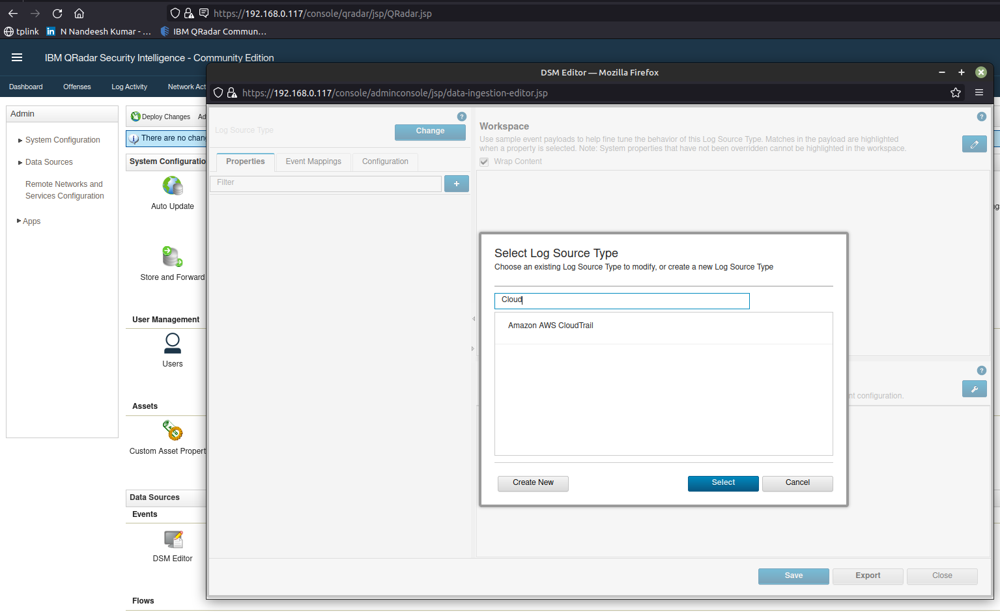 https://192.168.0.117/console/qradar/jsp/QRadar.jsp
tplink
in N Nandeesh Kumar - ...
IBM QRadar Commun...
IBM QRadar Security Intelligence - Community Edition
Dashboard
Offenses
Log Activity
Network Act
Admin
System Configuration
Data Sources
Remote Networks and
Services Configuration
Apps
Deploy Changes
Ad
i There are no chang
System Configuratio
Auto Update
Store and Forward
User Management
Users
Assets
Custom Asset Propert
Data Sources
Events
DSM Editor
Flows
DSM Editor — Mozilla Firefox
https://192.168.0.117/console/adminconsole/jsp/data-ingestion-editor.jsp
Log Source Type
?
Change
Properties
Event Mappings
Configuration
Filter
+
Workspace
?
Use sample event payloads to help fine tune the behavior of this Log Source Type. Matches in the payload are highlighted
when a property is selected. Note: System properties that have not been overridden cannot be highlighted in the workspace.
Wrap Content
Select Log Source Type
Choose an existing Log Source Type to modify, or create a new Log Source Type
Cloud
Amazon AWS CloudTrail
Create New
Select
Cancel
?
nt configuration.
Save
Export
Close